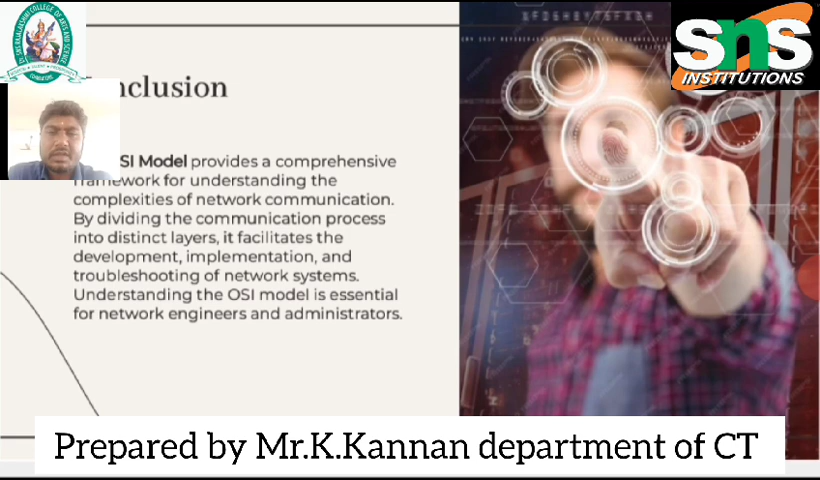 SNS
INSTITUTIONS
nclusion
SI Model provides a comprehensive
framework for understanding the
complexities of network communication.
By dividing the communication process
into distinct layers, it facilitates the
development, implementation, and
troubleshooting of network systems.
Understanding the OSI model is essential
for network engineers and administrators.
Prepared by Mr.K.Kannan department of CT